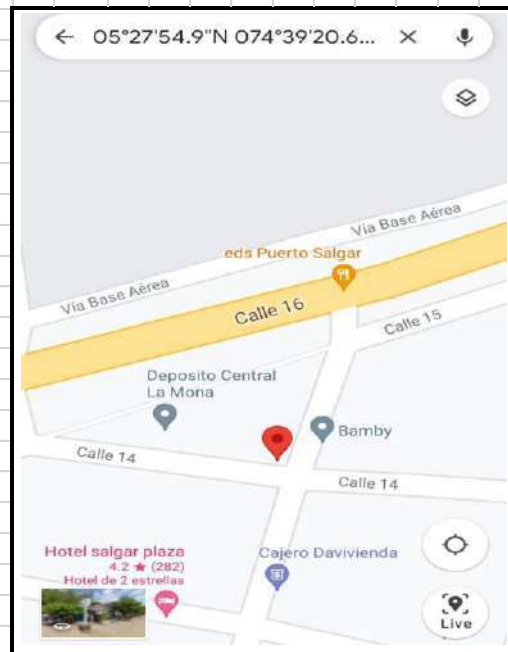 05°27'54.9"N 074°39'20.6...
Vía Base Aérea
eds Puerto Salgar
Vía Base Aérea
Calle 16
Calle 15
Deposito Central
La Mona
Bamby
Calle 14
Calle 14
Hotel salgar plaza
4.2 ★ (282)
Hotel de 2 estrellas
Cajero Davivienda
Live